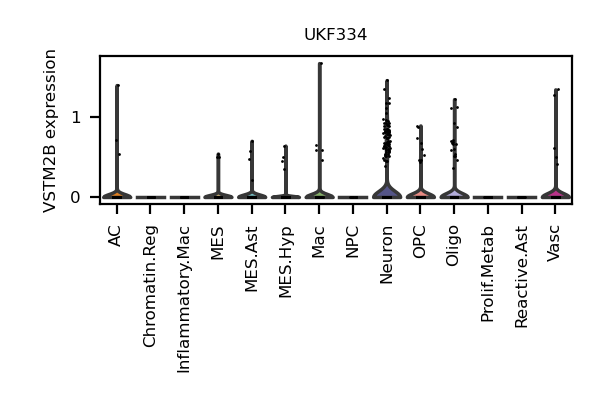 UKF334
VSTM2B expression
1
0
AC
Chromatin.Reg
Inflammatory.Mac
MES
MES.Ast
MES.Hyp
Mac
NPC
Neuron
OPC
Oligo
Prolif.Metab
Reactive.Ast
Vasc